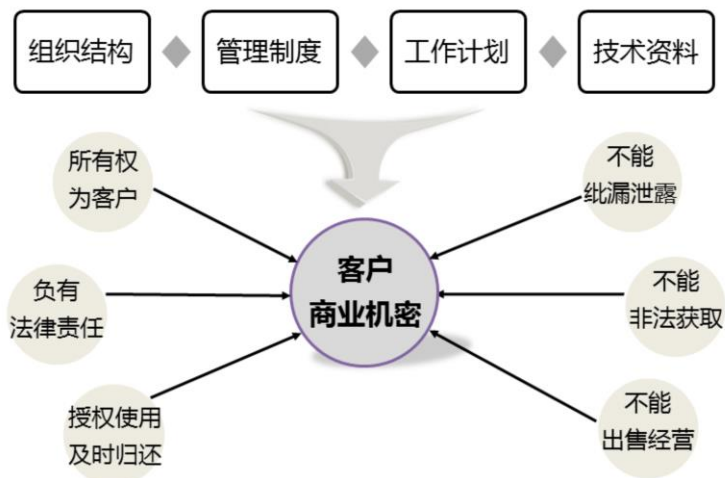 组织结构 管理制度 工作计划 技术资料
所有权
为客户
不能
纰漏泄露
客户
商业机密
负有
法律责任
不能
非法获取
授权使用
及时归还
不能
出售经营